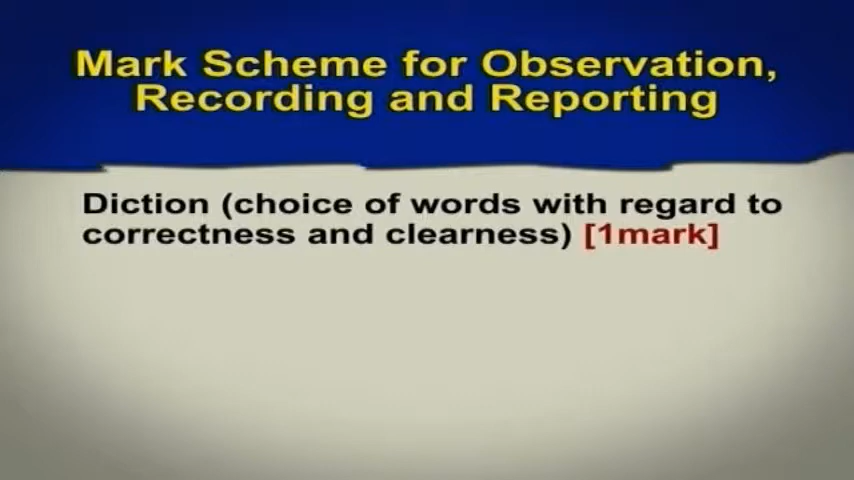 Mark Scheme for Observation,
Recording and Reporting
Diction (choice of words with regard to
correctness and clearness) [1mark]